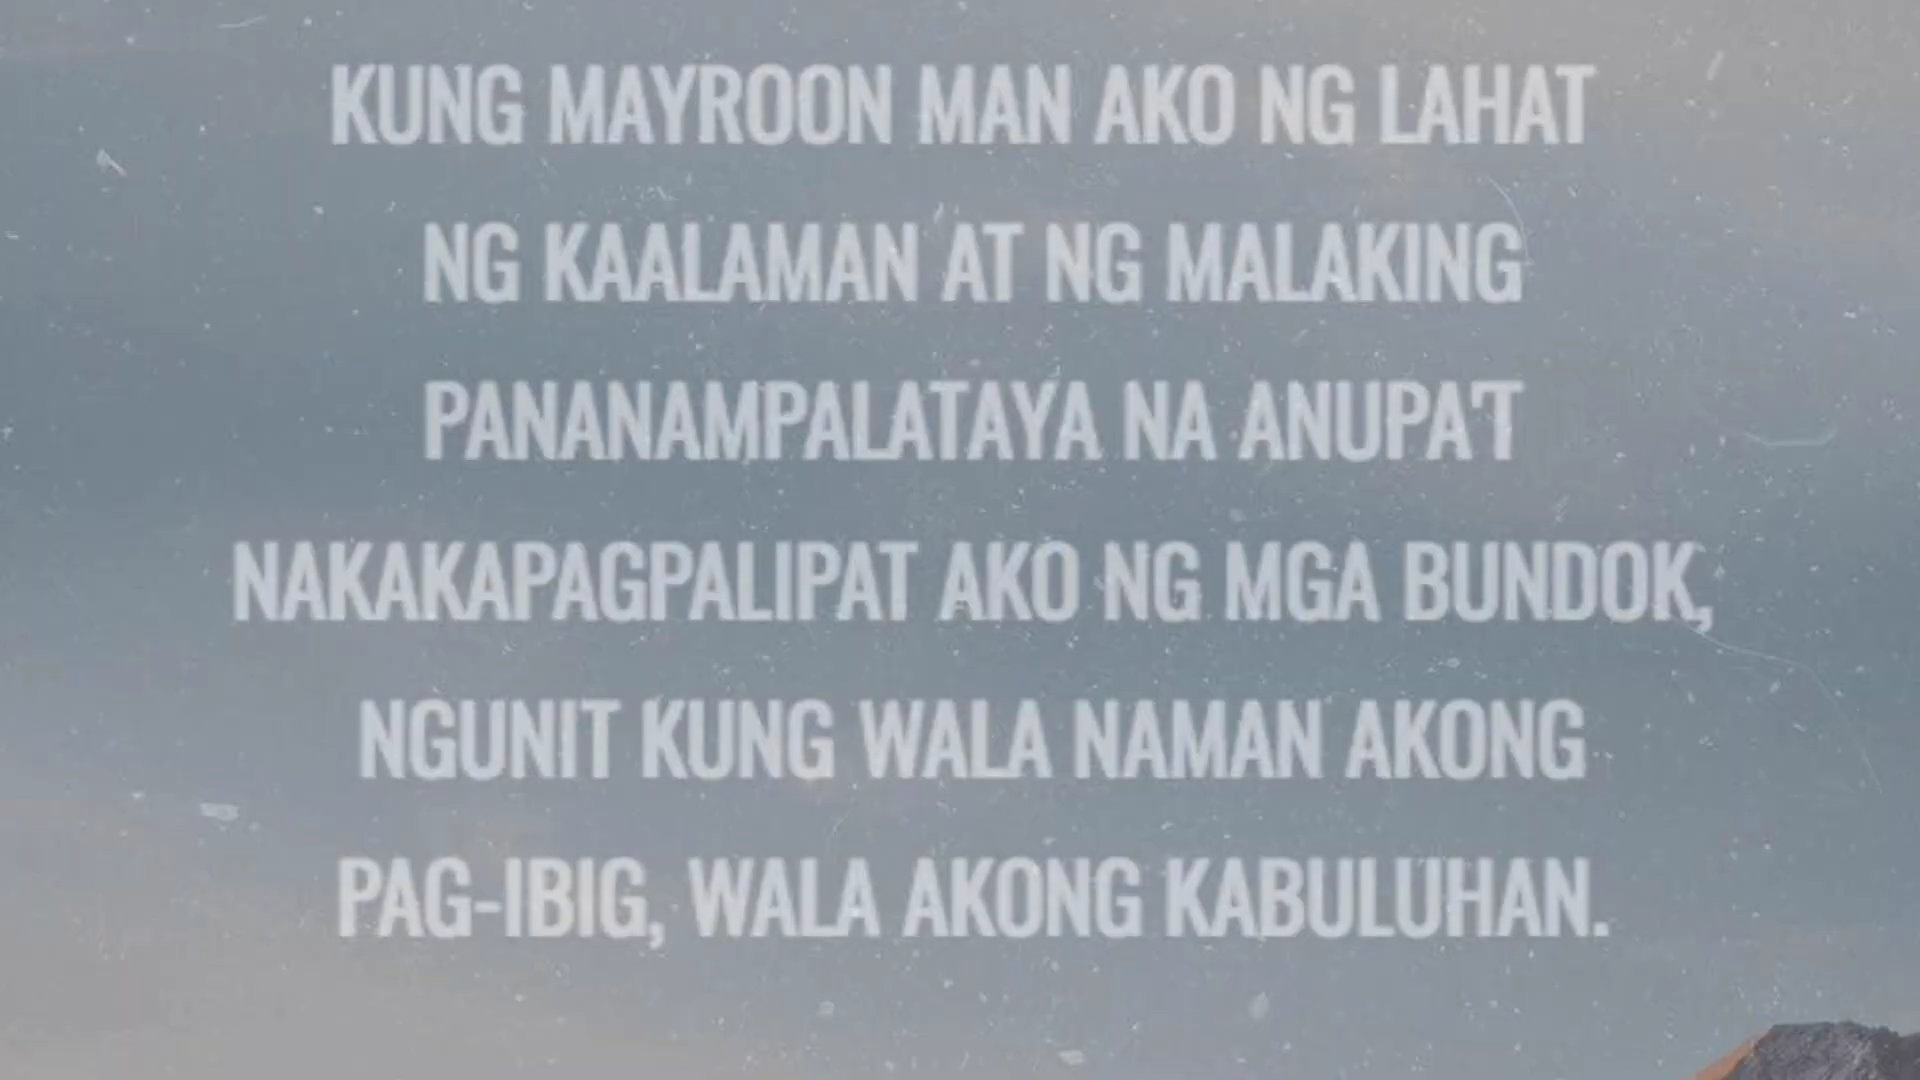 KUNG MAYROON MAN AKO NG LAHAT
NG KAALAMAN AT NG MALAKING
PANANAMPALATAYA NA ANUPA'T
NAKAKAPAGPALIPAT AKO NG MGA BUNDOK,
NGUNIT KUNG WALA NAMAN AKONG
PAG-IBIG, WALA AKONG KABULUHAN.